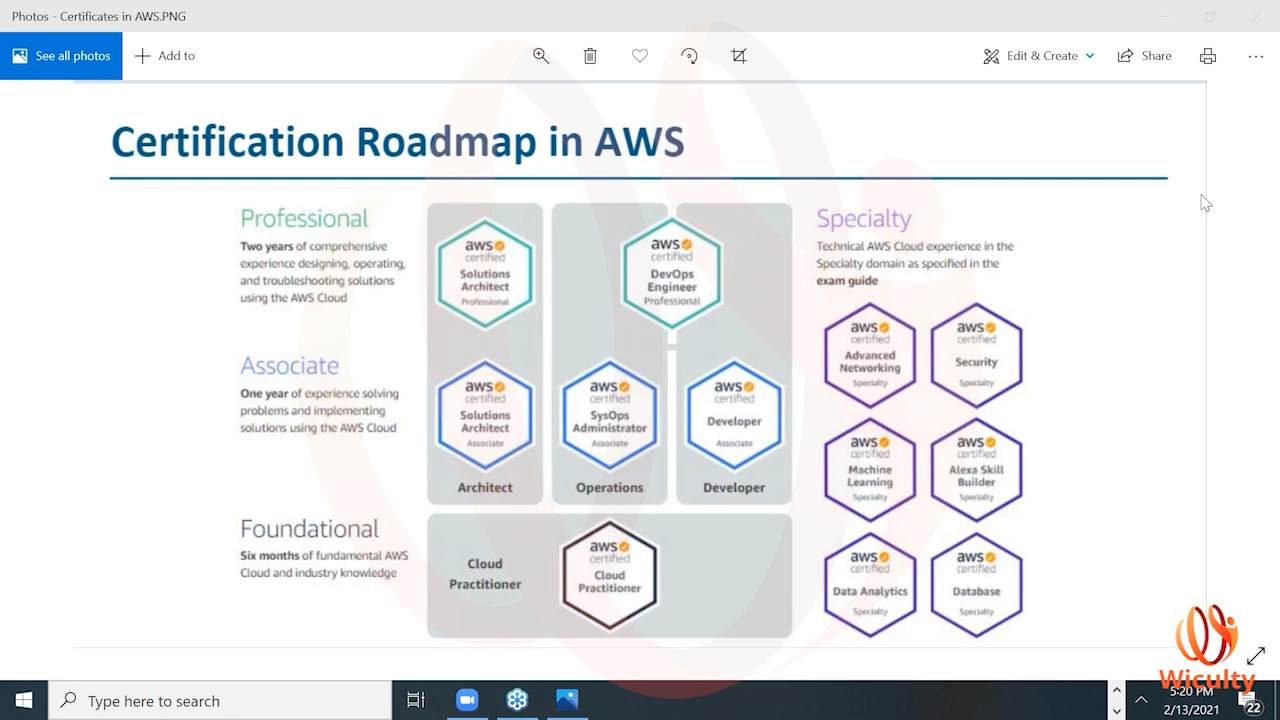 Photos - Certificates in AWS.PNG
See all photos
Add to
Edit & Create
Share
Certification Roadmap in AWS
Professional
Two years of comprehensive
experience designing, operating,
and troubleshooting solutions
using the AWS Cloud
aws
certified
Solutions
Architect
Professional
aws
certified
DevOps
Engineer
Professional
Associate
One year of experience solving
problems and implementing
solutions using the AWS Cloud
aws
certified
Solutions
Architect
Associate
aws
certified
SysOps
Administrator
Associate
aws
certified
Developer
Associate
Architect
Operations
Developer
Foundational
Six months of fundamental AWS
Cloud and industry knowledge
Cloud
Practitioner
aws
certified
Cloud
Practitioner
Specialty
Technical AWS Cloud experience in the
Specialty domain as specified in the
exam guide
aws
certified
Advanced
Networking
Specialty
aws
certified
Security
Specialty
aws
certified
Machine
Learning
Specialty
aws
certified
Alexa Skill
Builder
Specialty
aws
certified
Data Analytics
Specialty
aws
certified
Database
Specialty
Wiculty
Type here to search
5:20 PM
2/13/2021
22